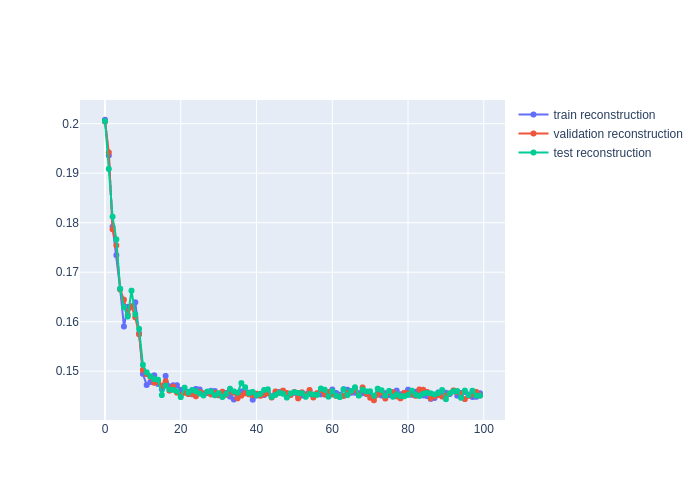 train reconstruction
validation reconstruction
test reconstruction
0.2
0.19
0.18
0.17
0.16
0.15
0 20 40 60 80 100